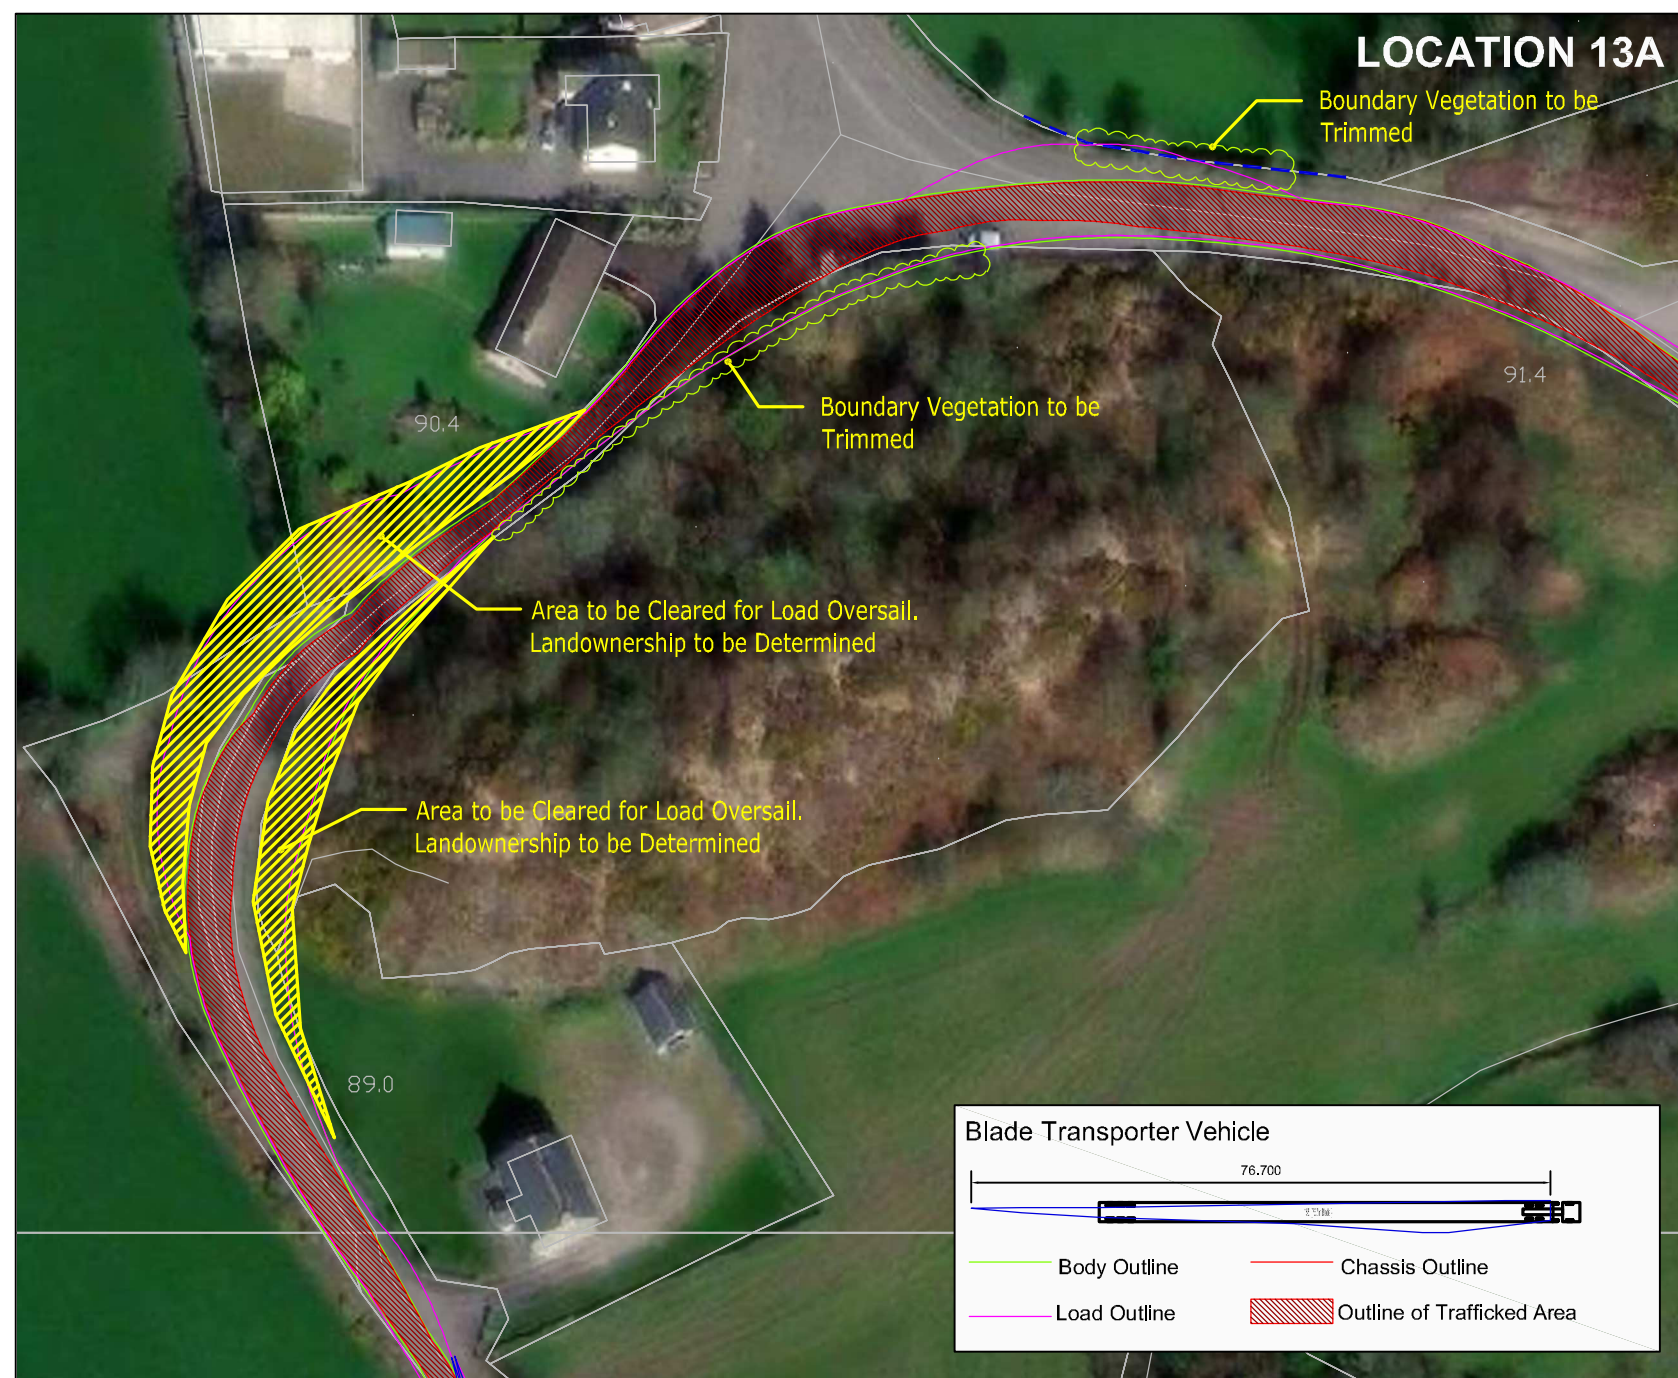 LOCATION 13A
Boundary Vegetation to be
Trimmed
91.4
Boundary Vegetation to be
Trimmed
90.4
Area to be Cleared for Load Oversail.
Landownership to be Determined
Area to be Cleared for Load Oversail.
Landownership to be Determined
89.0
Blade Transporter Vehicle
76.700
Body Outline
Chassis Outline
Load Outline
Outline of Trafficked Area